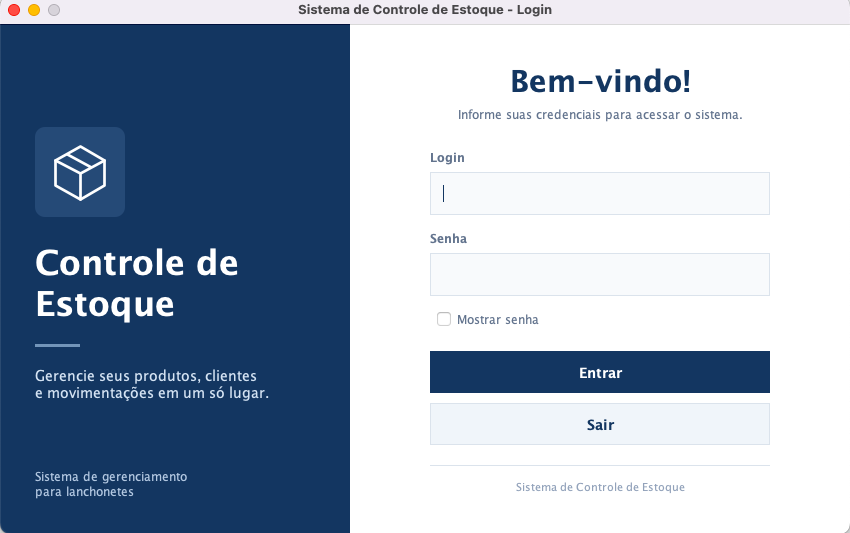 Sistema de Controle de Estoque - Login
Controle de
Estoque
Gerencie seus produtos, clientes
e movimentações em um só lugar.
Sistema de gerenciamento
para lanchonetes
Bem-vindo!
Informe suas credenciais para acessar o sistema.
Login
Senha
Mostrar senha
Entrar
Sair
Sistema de Controle de Estoque